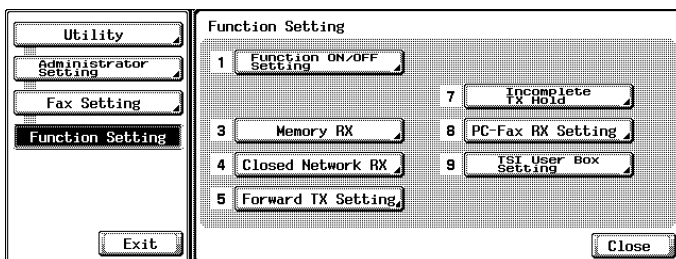 Utility
Administrator
Setting
Fax Setting
Function Setting
Exit
Function Setting
1 Function ON/OFF
Setting
3 Memory RX
4 Closed Network RX
5 Forward TX Setting
7 Incomplete
TX Hold
8 PC-Fax RX Setting
9 TSI User Box
Setting
Close